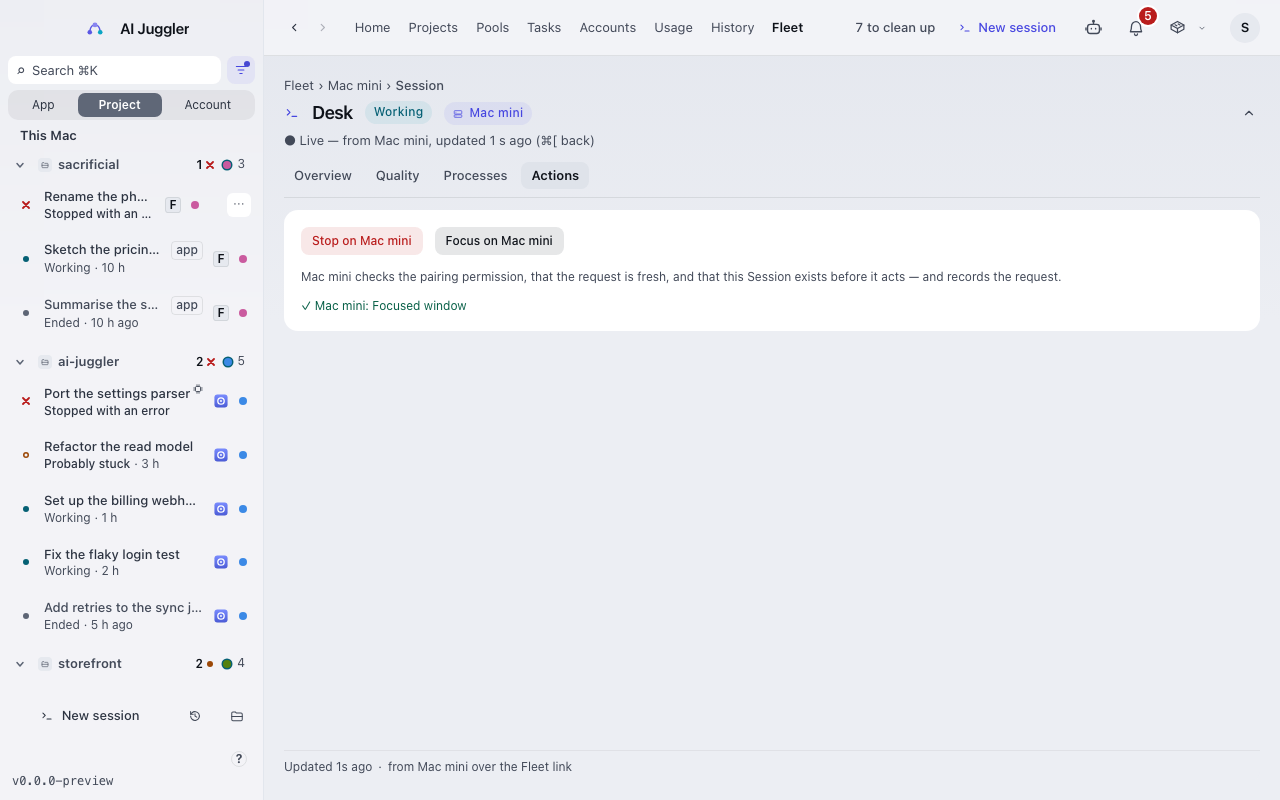 AI Juggler
Search ⌘K
App Project Account
This Mac
sacrificial 1 3
Rename the ph... F
Stopped with an ...
Sketch the pricin... app F
Working · 10 h
Summarise the s... app F
Ended · 10 h ago
ai-juggler 2 5
Port the settings parser
Stopped with an error
Refactor the read model
Probably stuck · 3 h
Set up the billing webh...
Working · 1 h
Fix the flaky login test
Working · 2 h
Add retries to the sync j...
Ended · 5 h ago
storefront 2 4
New session
?
v0.0.0-preview
Home Projects Pools Tasks Accounts Usage History Fleet 7 to clean up New session 5 S
Fleet › Mac mini › Session
Desk Working Mac mini
Live — from Mac mini, updated 1 s ago (⌘[ back)
Overview Quality Processes Actions
Stop on Mac mini Focus on Mac mini
Mac mini checks the pairing permission, that the request is fresh, and that this Session exists before it acts — and records the request.
✓ Mac mini: Focused window
Updated 1s ago · from Mac mini over the Fleet link